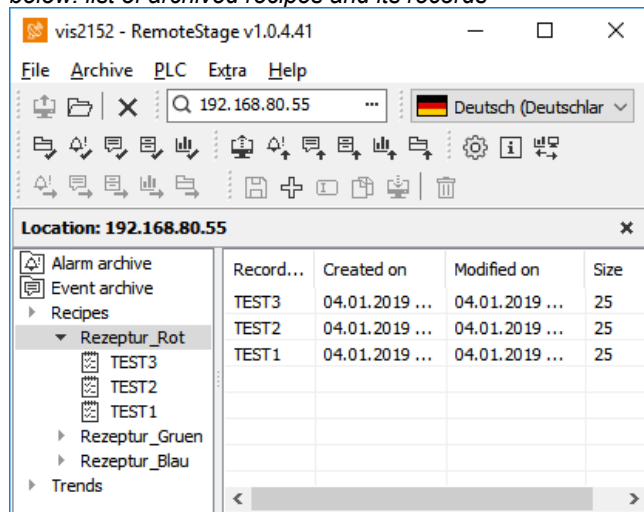 below: list of archived recipes and its records
vis2152 - RemoteStage v1.0.4.41
File Archive PLC Extra Help
192.168.80.55 ... Deutsch (Deutschlar
Location: 192.168.80.55
Alarm archive
Event archive
Recipes
Rezeptur_Rot
TEST3
TEST2
TEST1
Rezeptur_Gruen
Rezeptur_Blau
Trends
Record... Created on Modified on Size
TEST3 04.01.2019 ... 04.01.2019 ... 25
TEST2 04.01.2019 ... 04.01.2019 ... 25
TEST1 04.01.2019 ... 04.01.2019 ... 25